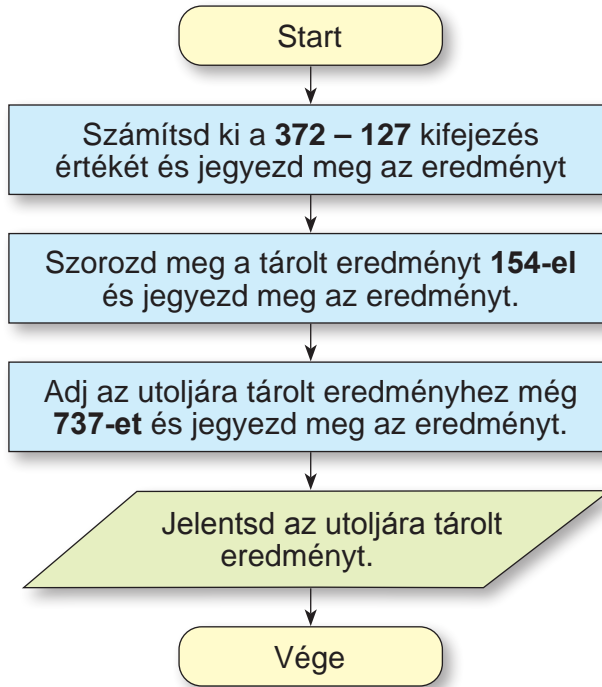 Start
Számítsd ki a 372 – 127 kifejezés
értékét és jegyezd meg az eredményt
Szorozd meg a tárolt eredményt 154-el
és jegyezd meg az eredményt.
Adj az utoljára tárolt eredményhez még
737-et és jegyezd meg az eredményt.
Jelentsd az utoljára tárolt
eredményt.
Vége